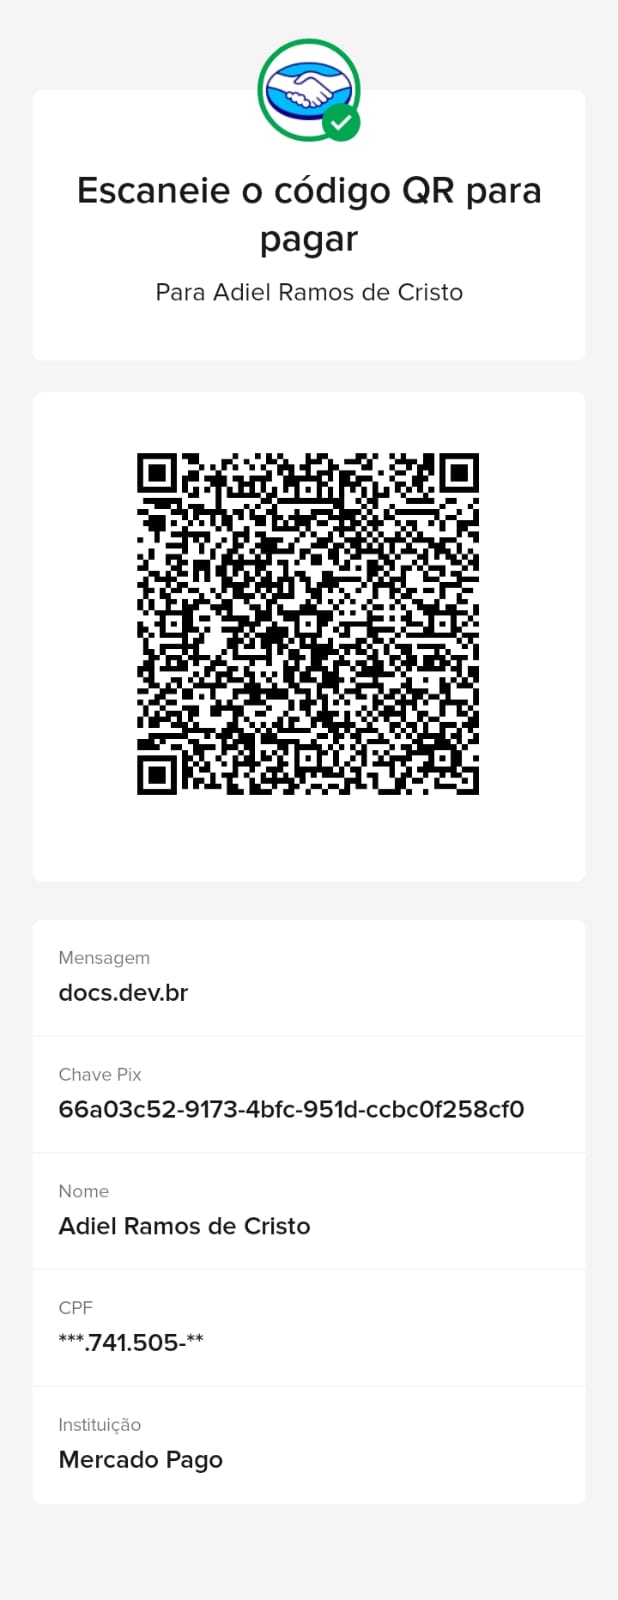 Escaneie o código QR para
pagar
Para Adiel Ramos de Cristo
Mensagem
docs.dev.br
Chave Pix
66a03c52-9173-4bfc-951d-ccbc0f258cf0
Nome
Adiel Ramos de Cristo
CPF
***.741.505-**
Instituição
Mercado Pago